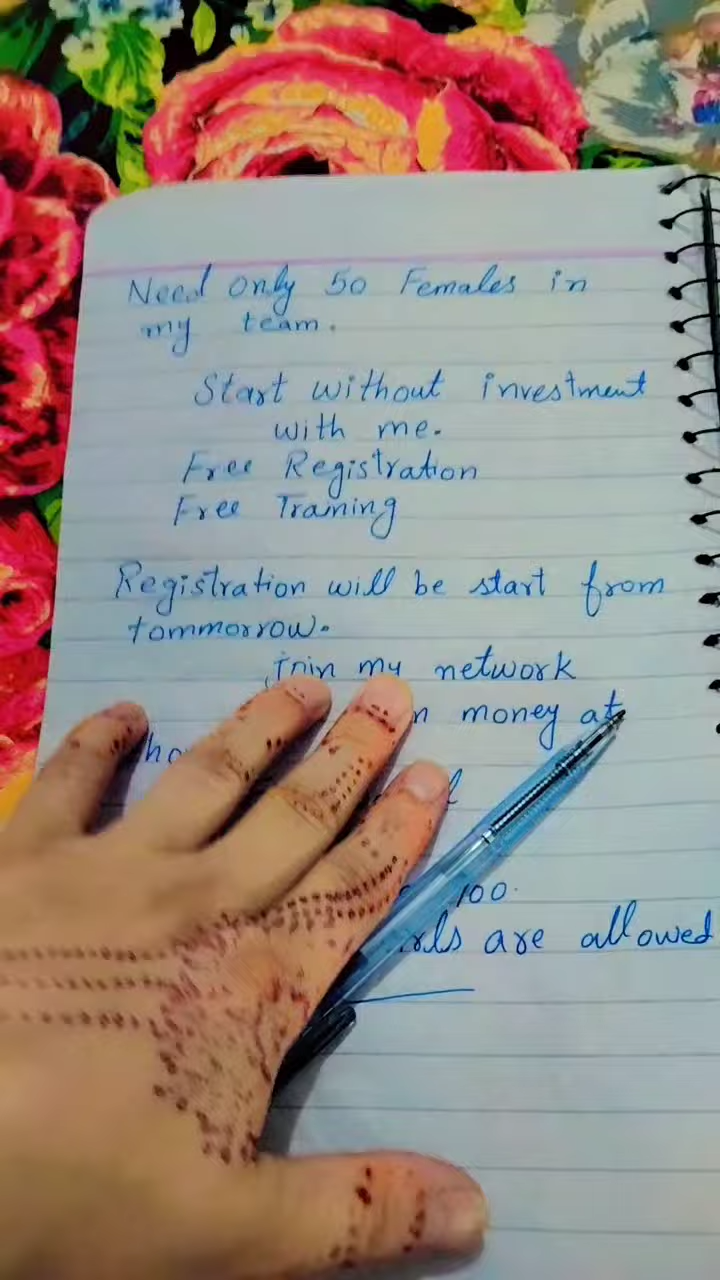 Need only 50 Females in
my team.
Start without investment
with me.
Free Registration
Free Training
Registration will be start from
tommorrow.
Join my network
money at
100.
are allowed